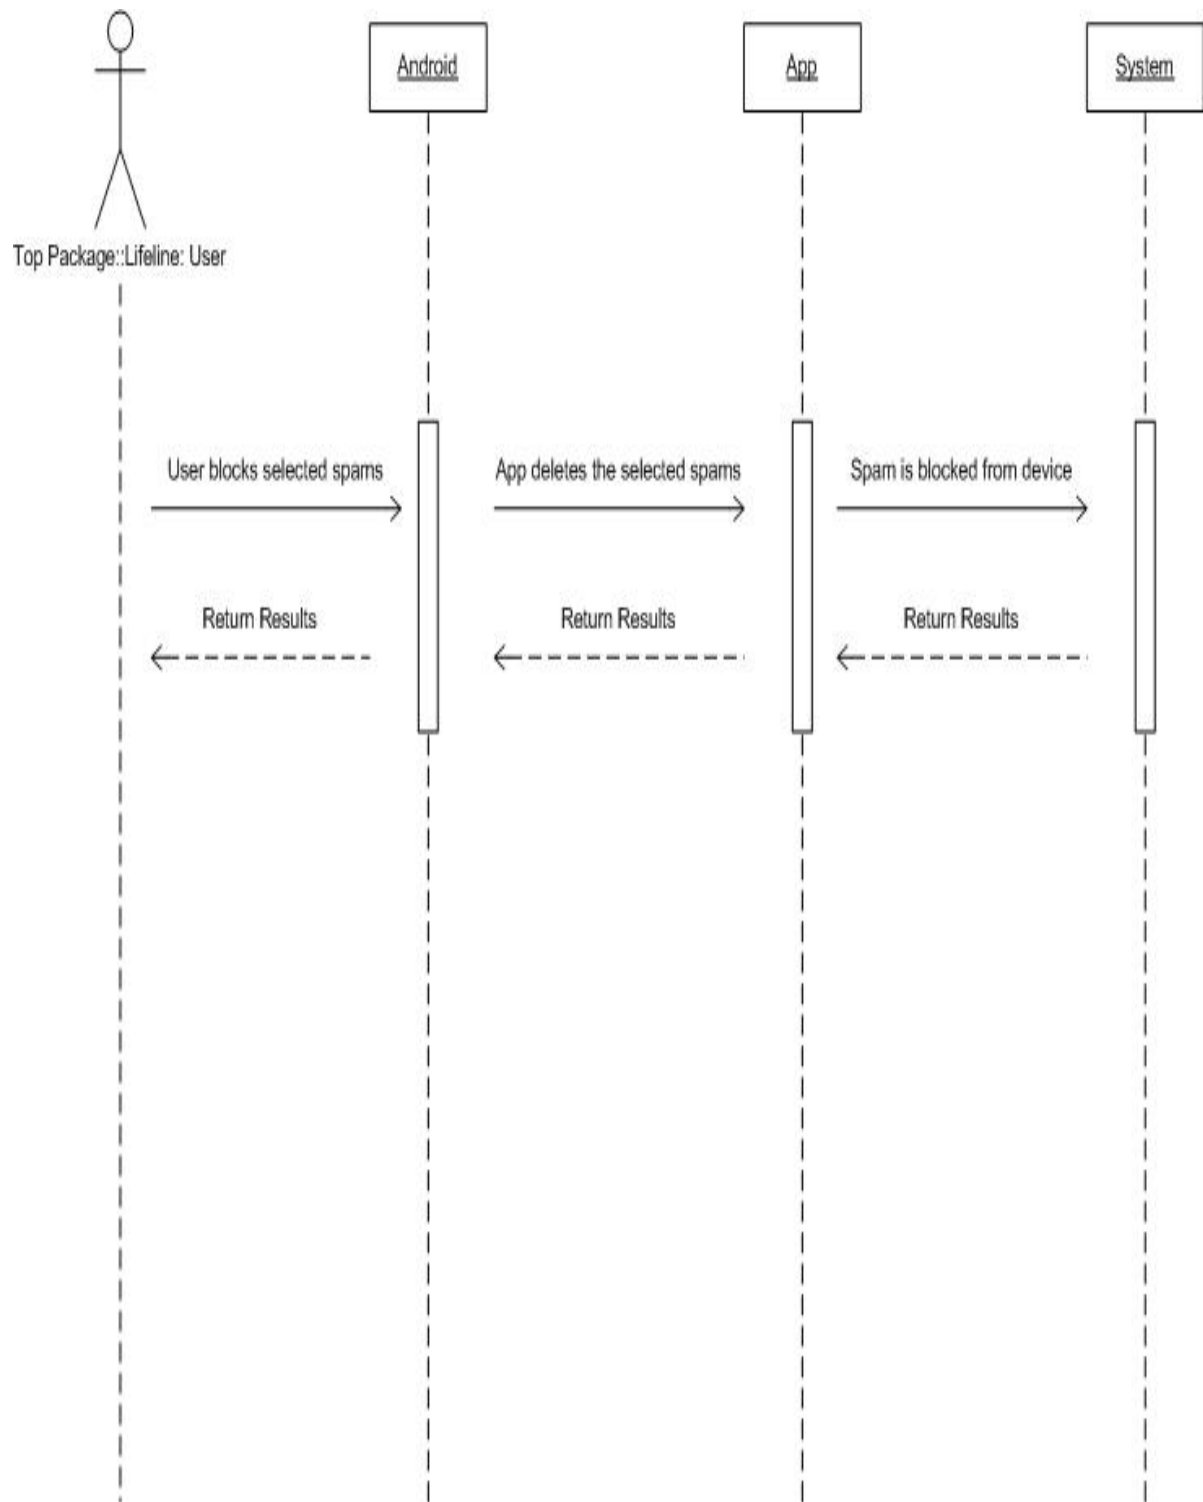 Android
App
System
Top Package::Lifeline: User
User blocks selected spams
App deletes the selected spams
Spam is blocked from device
Return Results
Return Results
Return Results